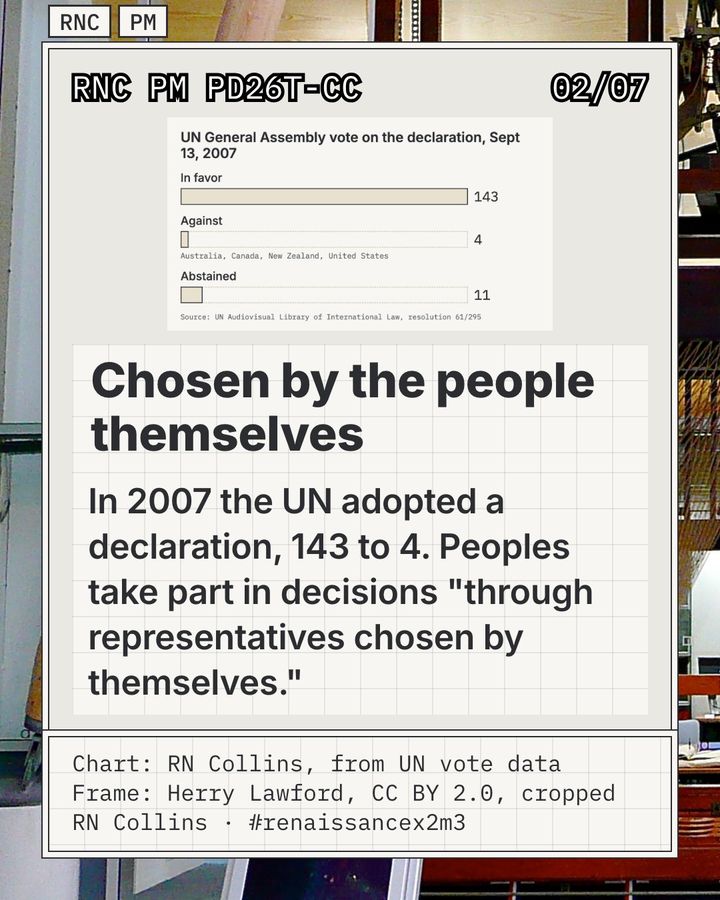 RNC PM
RNC PM PD26T-CC 02/07
UN General Assembly vote on the declaration, Sept
13, 2007
In favor
143
Against
4
Australia, Canada, New Zealand, United States
Abstained
11
Source: UN Audiovisual Library of International Law, resolution 61/295
Chosen by the people
themselves
In 2007 the UN adopted a
declaration, 143 to 4. Peoples
take part in decisions "through
representatives chosen by
themselves."
Chart: RN Collins, from UN vote data
Frame: Herry Lawford, CC BY 2.0, cropped
RN Collins · #renaissancex2m3